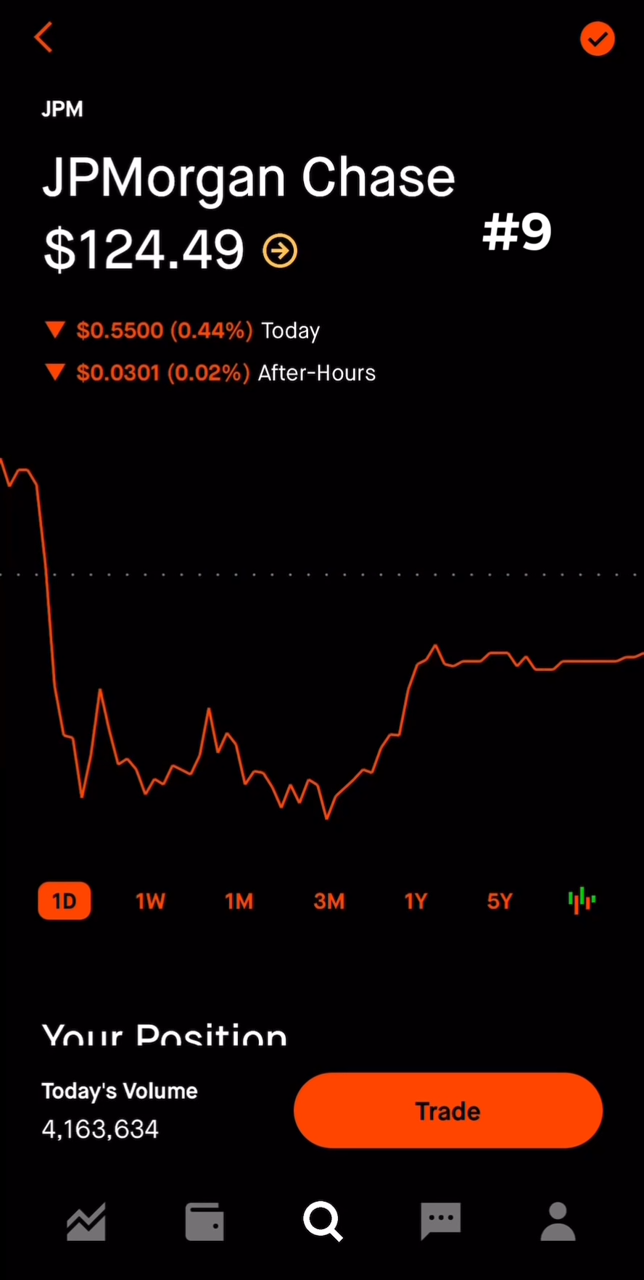 JPM
JPMorgan Chase
$124.49
#9
$0.5500 (0.44%) Today
$0.0301 (0.02%) After-Hours
1D 1W 1M 3M 1Y 5Y
Your Position
Today's Volume
4,163,634
Trade